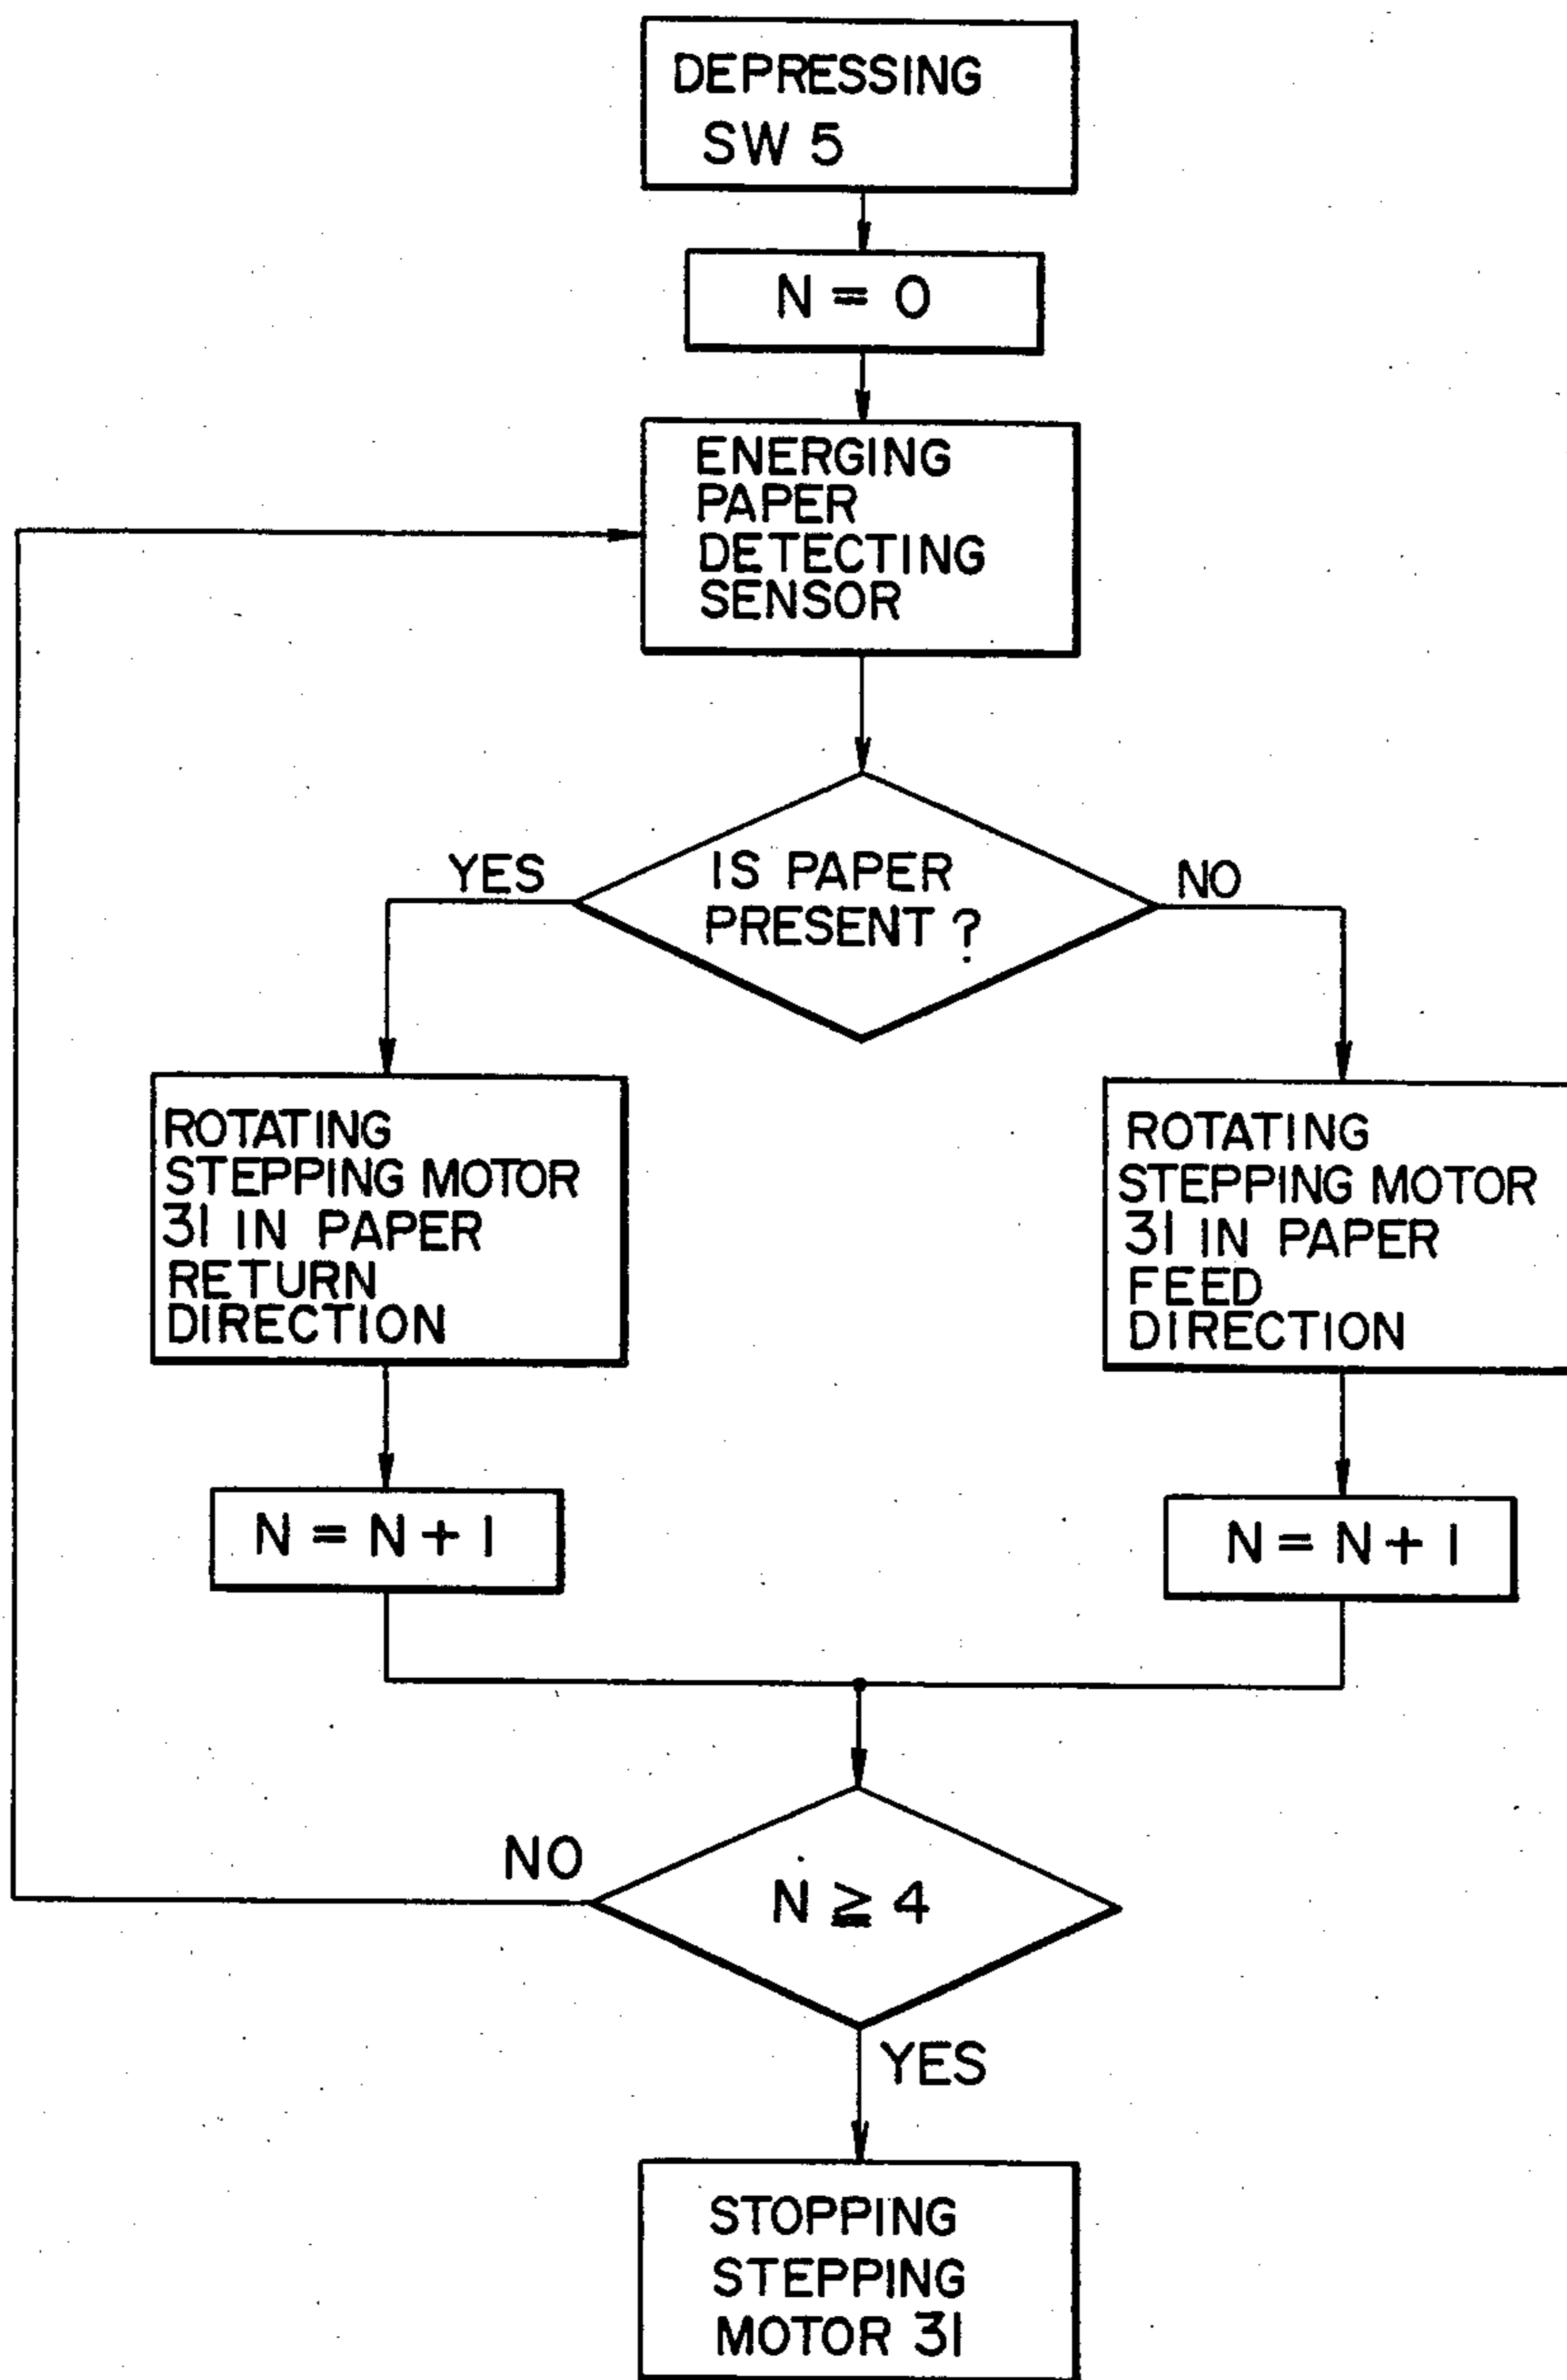 DEPRESSING
SW 5
N = 0
ENERGING
PAPER
DETECTING
SENSOR
IS PAPER
PRESENT ?
YES
NO
ROTATING
STEPPING MOTOR
31 IN PAPER
RETURN
DIRECTION
ROTATING
STEPPING MOTOR
31 IN PAPER
FEED
DIRECTION
N = N + 1
N = N + 1
NO
N ≧ 4
YES
STOPPING
STEPPING
MOTOR 31